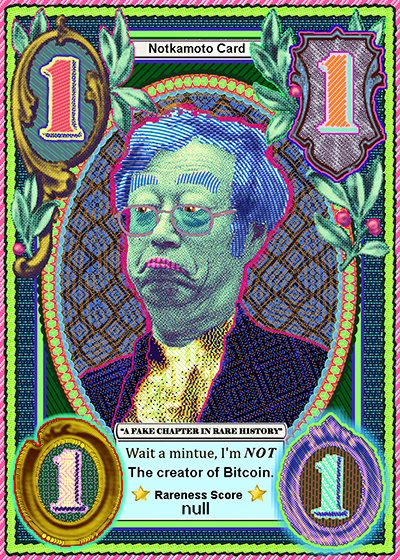 Notkamoto Card
1 1
"A FAKE CHAPTER IN RARE HISTORY"
Wait a mintue, I'm NOT
The creator of Bitcoin.
Rareness Score
null
1 1